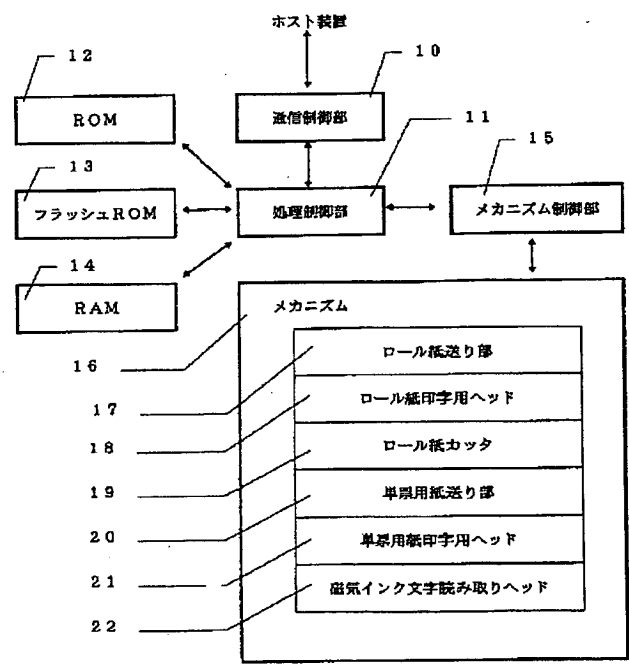 ホスト装置
12
10
ROM
通信制御部
11
15
13
フラッシュROM
処理制御部
メカニズム制御部
14
RAM
メカニズム
16
ロール紙送り部
17
ロール紙印字用ヘッド
18
ロール紙カッタ
19
単票用紙送り部
20
単票用紙印字用ヘッド
21
磁気インク文字読み取りヘッド
22